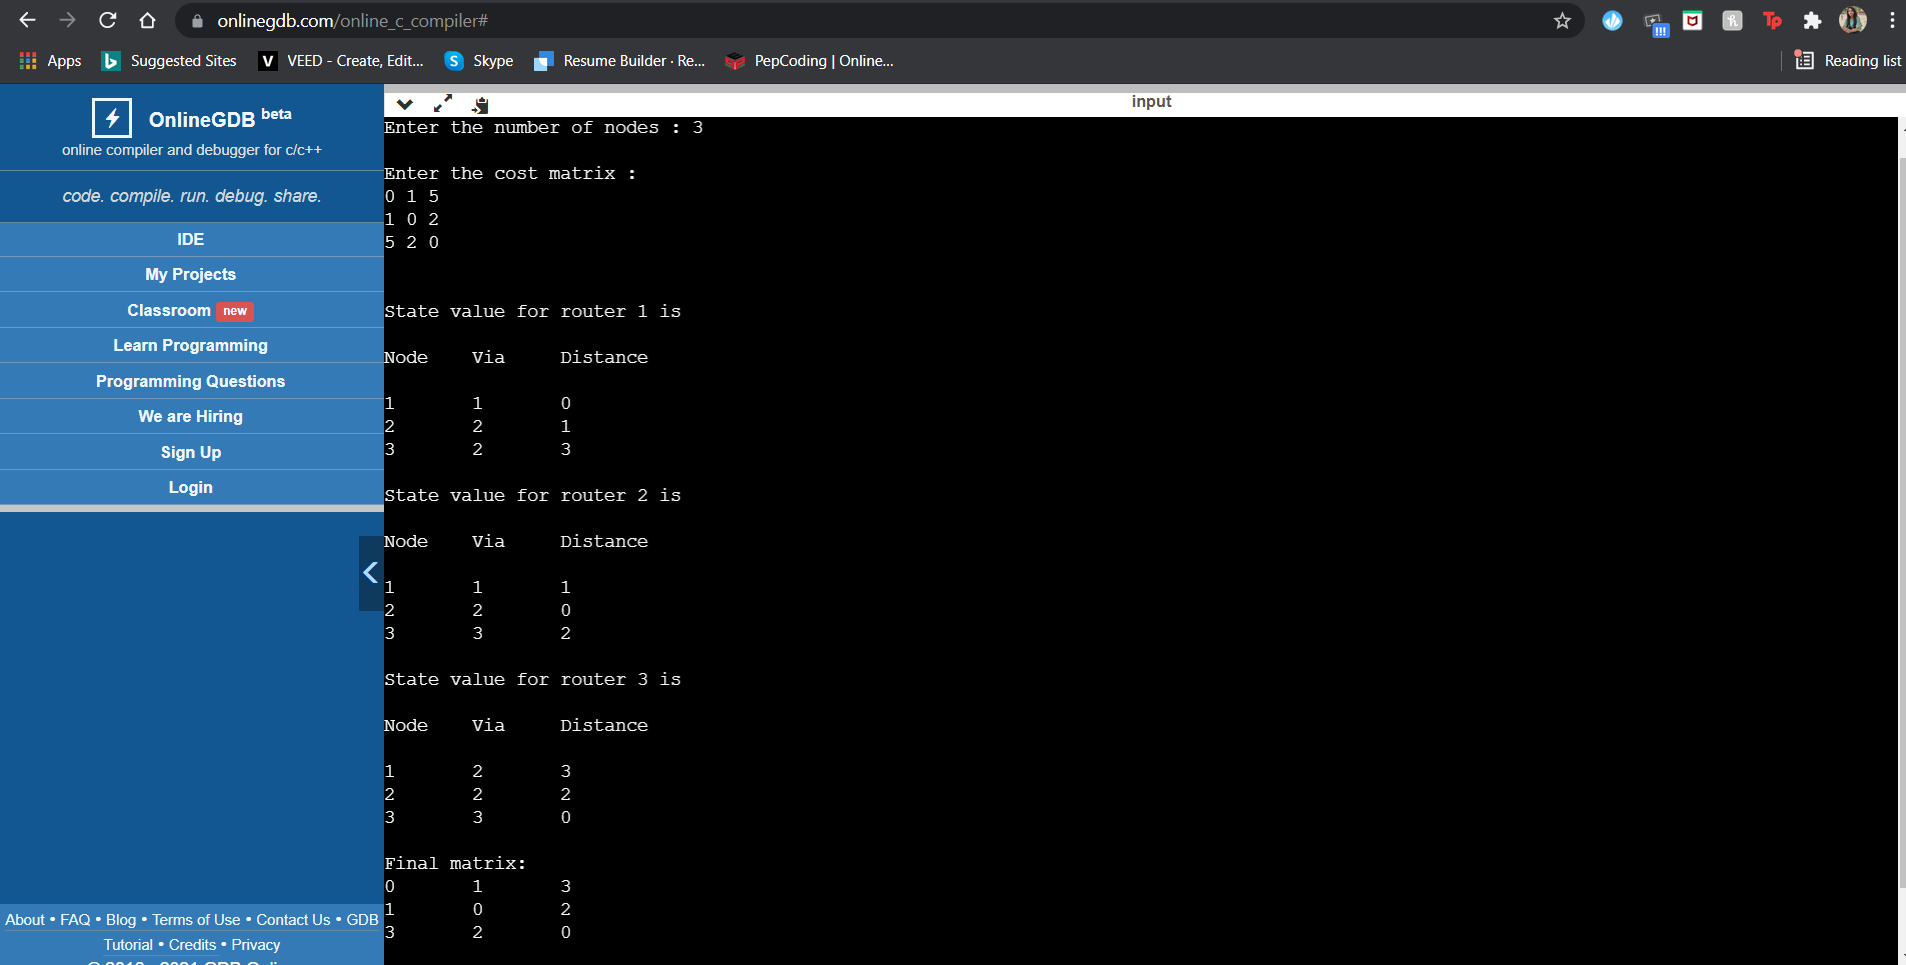 onlinegdb.com/online_c_compiler#
Apps
Suggested Sites
VEED - Create, Edit...
Skype
Resume Builder · Re...
PepCoding | Online...
Reading list
OnlineGDB beta
online compiler and debugger for c/c++
code. compile. run. debug. share.
IDE
My Projects
Classroom new
Learn Programming
Programming Questions
We are Hiring
Sign Up
Login
About • FAQ • Blog • Terms of Use • Contact Us • GDB
Tutorial • Credits • Privacy
input
Enter the number of nodes : 3
Enter the cost matrix :
0 1 5
1 0 2
5 2 0
State value for router 1 is
Node Via Distance
1 1 0
2 2 1
3 2 3
State value for router 2 is
Node Via Distance
1 1 1
2 2 0
3 3 2
State value for router 3 is
Node Via Distance
1 2 3
2 2 2
3 3 0
Final matrix:
0 1 3
1 0 2
3 2 0